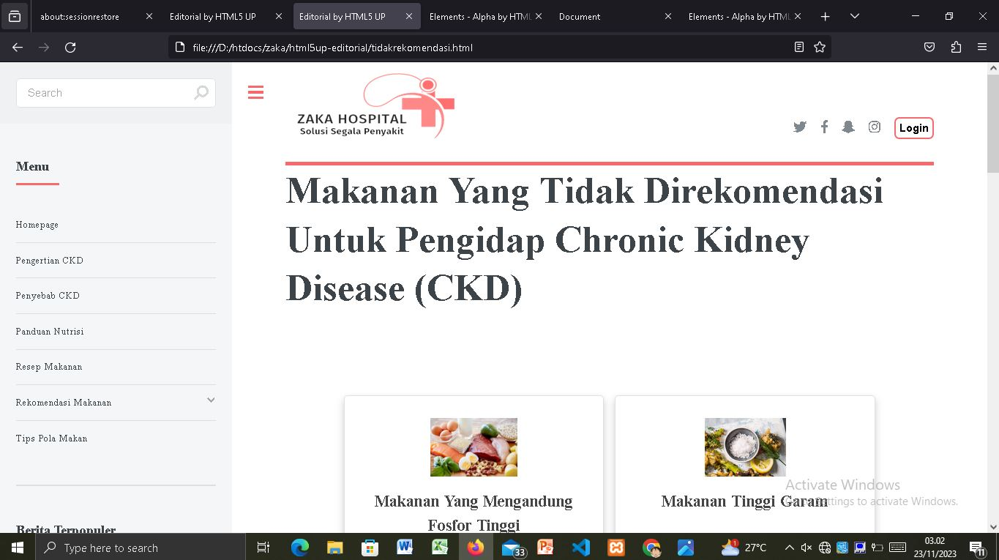 about:sessionrestore
Editorial by HTML5 UP
Editorial by HTML5 UP
Elements - Alpha by HTML
Document
Elements - Alpha by HTML
file:///D:/htdocs/zaka/html5up-editorial/tidakrekomendasi.html
Search
ZAKA HOSPITAL
Solusi Segala Penyakit
Login
Menu
Homepage
Pengertian CKD
Penyebab CKD
Panduan Nutrisi
Resep Makanan
Rekomendasi Makanan
Tips Pola Makan
Berita Terpopuler
Makanan Yang Tidak Direkomendasi
Untuk Pengidap Chronic Kidney
Disease (CKD)
Makanan Yang Mengandung
Fosfor Tinggi
Makanan Tinggi Garam
Activate Windows
Go to Settings to activate Windows.
Type here to search
33
1
27°C
03.02
23/11/2023
11